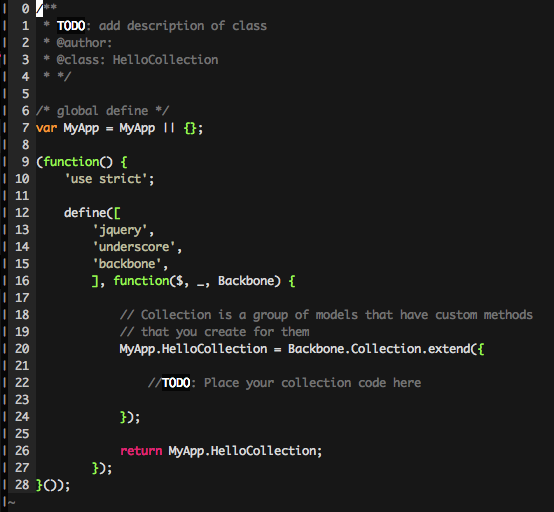 0 /**
1  * TODO: add description of class
2  * @author:
3  * @class: HelloCollection
4  * */
5
6 /* global define */
7 var MyApp = MyApp || {};
8
9 (function() {
10     'use strict';
11
12     define([
13         'jquery',
14         'underscore',
15         'backbone',
16         ], function($, _, Backbone) {
17
18             // Collection is a group of models that have custom methods
19             // that you create for them
20             MyApp.HelloCollection = Backbone.Collection.extend({
21
22                 //TODO: Place your collection code here
23
24             });
25
26             return MyApp.HelloCollection;
27         });
28 }());
~